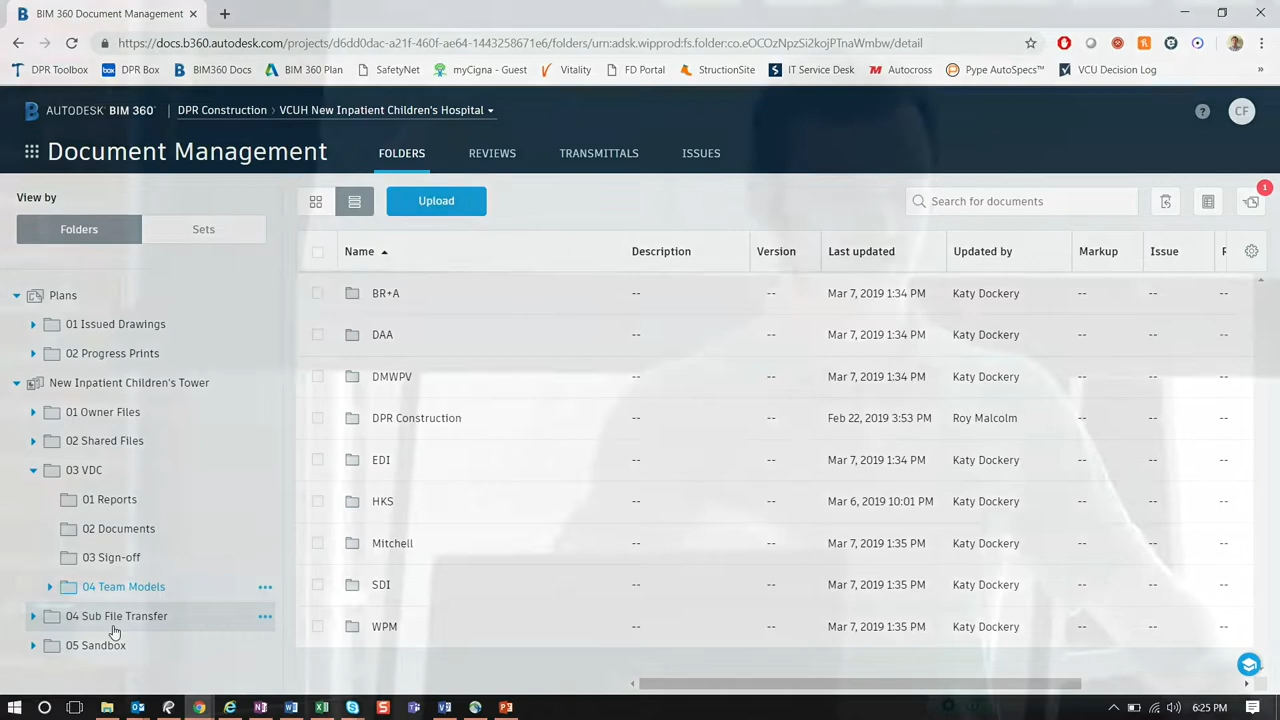 BIM 360 Document Management
https://docs.b360.autodesk.com/projects/d6dd0dac-a21f-460f-ae64-1443258671e6/folders/urn:adsk.wipprod:fs.folder:co.eOCOzNpzSi2kojPTnaWmbw/detail
DPR Toolbox DPR Box BIM360 Docs BIM 360 Plan SafetyNet myCigna - Guest Vitality FD Portal StructionSite IT Service Desk Autocross Pype AutoSpecs™ VCU Decision Log »
AUTODESK® BIM 360° DPR Construction > VCUH New Inpatient Children's Hospital
CF
Document Management FOLDERS REVIEWS TRANSMITTALS ISSUES
View by
Folders Sets
Upload Search for documents 1
Name Description Version Last updated Updated by Markup Issue
Plans
01 Issued Drawings
02 Progress Prints
New Inpatient Children's Tower
01 Owner Files
02 Shared Files
03 VDC
01 Reports
02 Documents
03 Sign-off
04 Team Models
04 Sub File Transfer
05 Sandbox
BR+A -- -- Mar 7, 2019 1:34 PM Katy Dockery -- -- --
DAA -- -- Mar 7, 2019 1:34 PM Katy Dockery -- -- --
DMWPV -- -- Mar 7, 2019 1:34 PM Katy Dockery -- -- --
DPR Construction -- -- Feb 22, 2019 3:53 PM Roy Malcolm -- -- --
EDI -- -- Mar 7, 2019 1:34 PM Katy Dockery -- -- --
HKS -- -- Mar 6, 2019 10:01 PM Katy Dockery -- -- --
Mitchell -- -- Mar 7, 2019 1:35 PM Katy Dockery -- -- --
SDI -- -- Mar 7, 2019 1:35 PM Katy Dockery -- -- --
WPM -- -- Mar 7, 2019 1:35 PM Katy Dockery -- -- --
6:25 PM